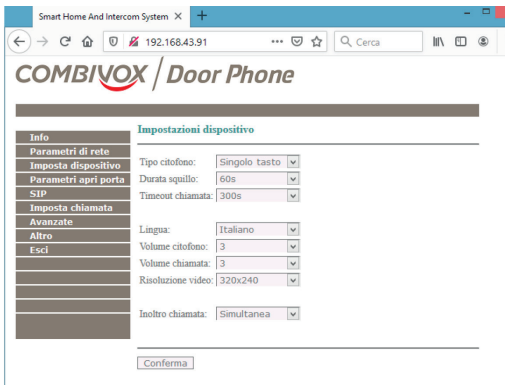 Smart Home And Intercom System
192.168.43.91
Cerca
COMBIVOX / Door Phone
Info
Parametri di rete
Imposta dispositivo
Parametri apri porta
SIP
Imposta chiamata
Avanzate
Altro
Esci
Impostazioni dispositivo
Tipo citofono: Singolo tasto
Durata squillo: 60s
Timeout chiamata: 300s
Lingua: Italiano
Volume citofono: 3
Volume chiamata: 3
Risoluzione video: 320x240
Inoltro chiamata: Simultanea
Conferma